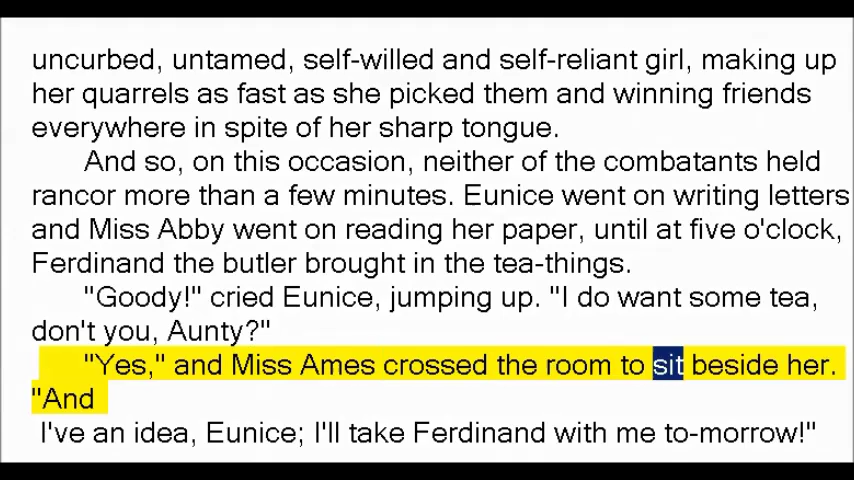 uncurbed, untamed, self-willed and self-reliant girl, making up
her quarrels as fast as she picked them and winning friends
everywhere in spite of her sharp tongue.
And so, on this occasion, neither of the combatants held
rancor more than a few minutes. Eunice went on writing letters
and Miss Abby went on reading her paper, until at five o'clock,
Ferdinand the butler brought in the tea-things.
"Goody!" cried Eunice, jumping up. "I do want some tea,
don't you, Aunty?"
"Yes," and Miss Ames crossed the room to sit beside her.
"And
I've an idea, Eunice; I'll take Ferdinand with me to-morrow!"